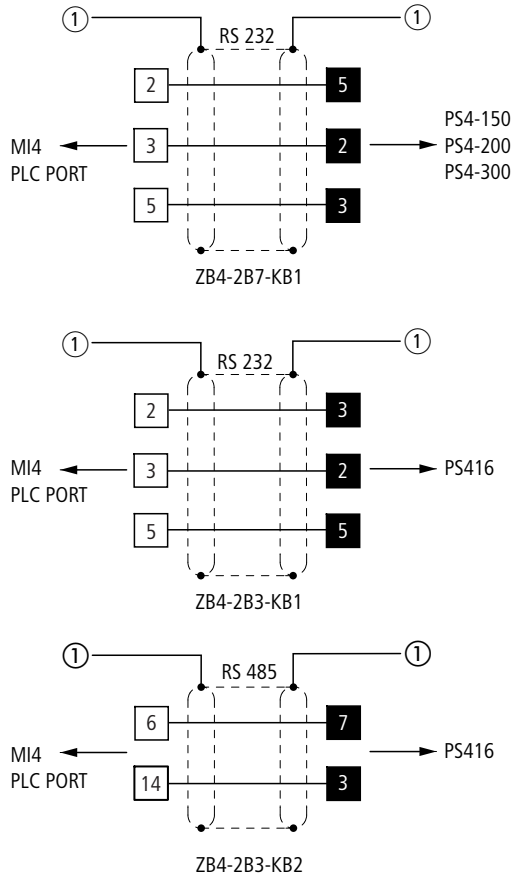 ① RS 232 ①
2 5
MI4
PLC PORT
3 2
PS4-150
PS4-200
PS4-300
5 3
ZB4-2B7-KB1
① RS 232 ①
2 3
MI4
PLC PORT
3 2
PS416
5 5
ZB4-2B3-KB1
① RS 485 ①
6 7
MI4
PLC PORT
PS416
14 3
ZB4-2B3-KB2